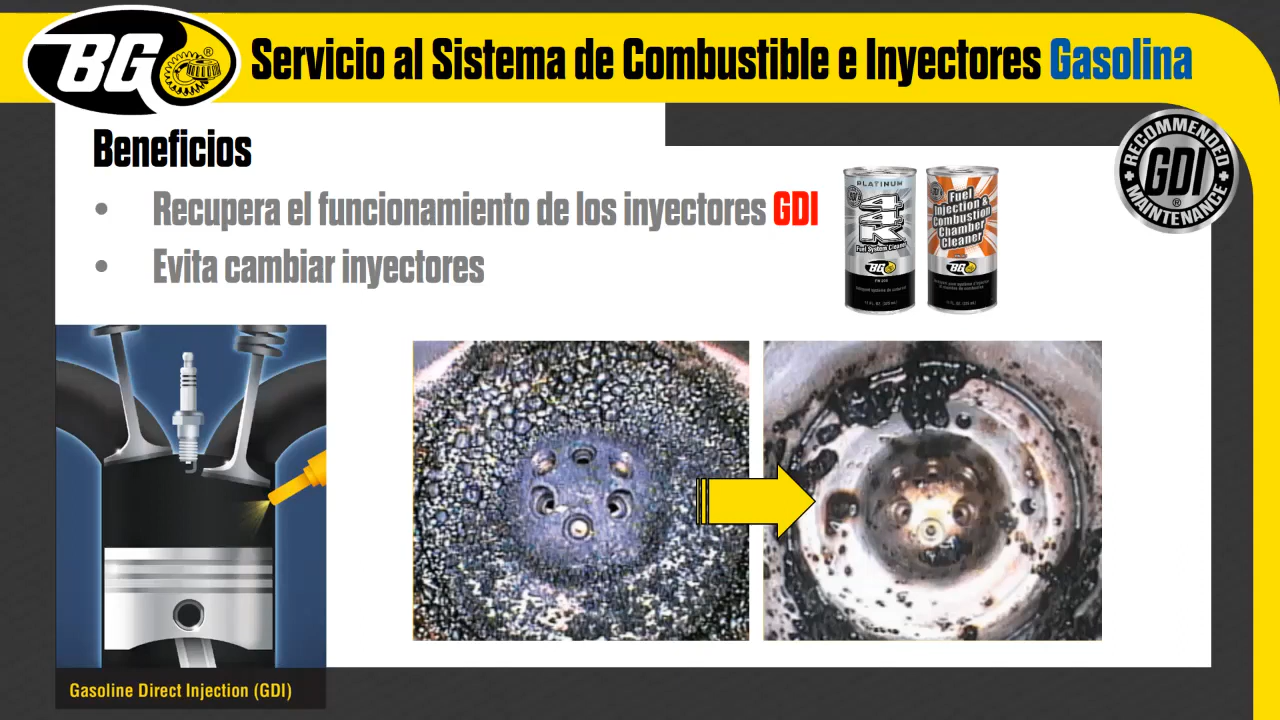 BG®
Servicio al Sistema de Combustible e Inyectores Gasolina
Beneficios
• Recupera el funcionamiento de los inyectores GDI
• Evita cambiar inyectores
RECOMMENDED
GDI
®
MAINTENANCE
PLATINUM
44K
Fuel System Cleaner
BG
Fuel
Injection &
Combustion
Chamber
Cleaner
BG
Gasoline Direct Injection (GDI)